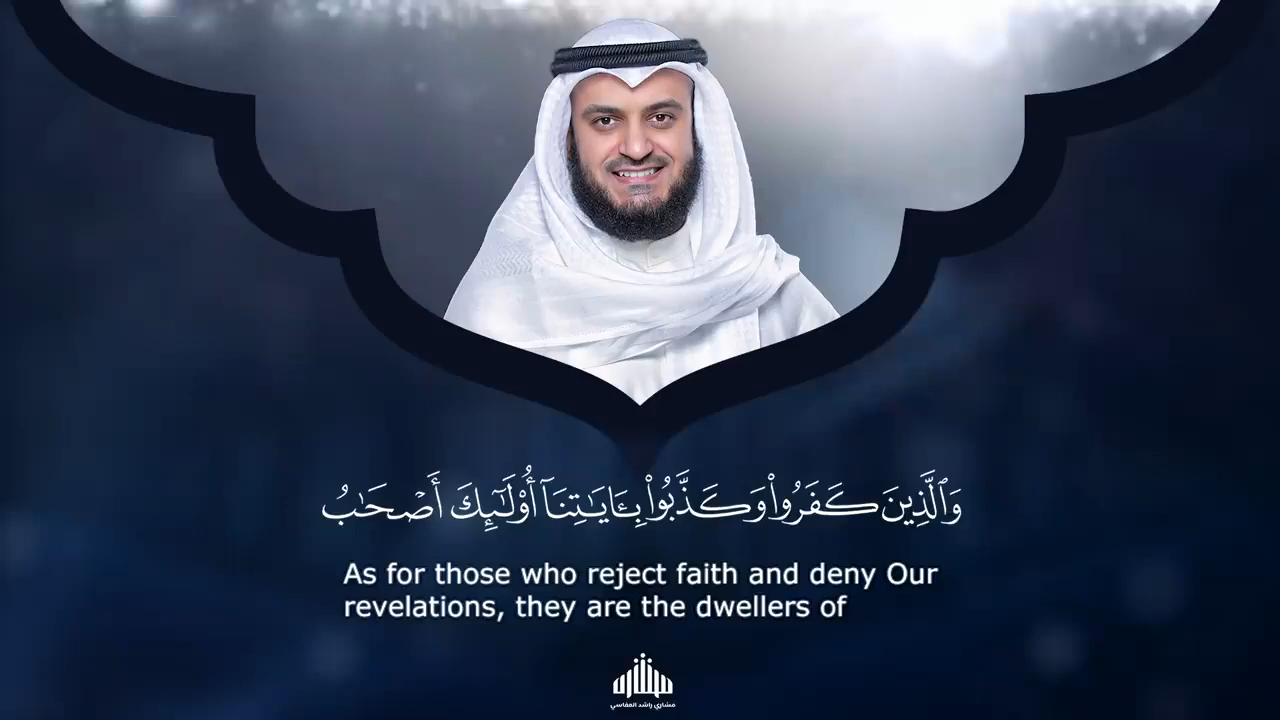 وَٱلَّذِينَ كَفَرُوا۟ وَكَذَّبُوا۟ بِـَٔايَـٰتِنَآ أُو۟لَـٰٓئِكَ أَصْحَـٰبُ
As for those who reject faith and deny Our
revelations, they are the dwellers of
مشاري راشد العفاسي